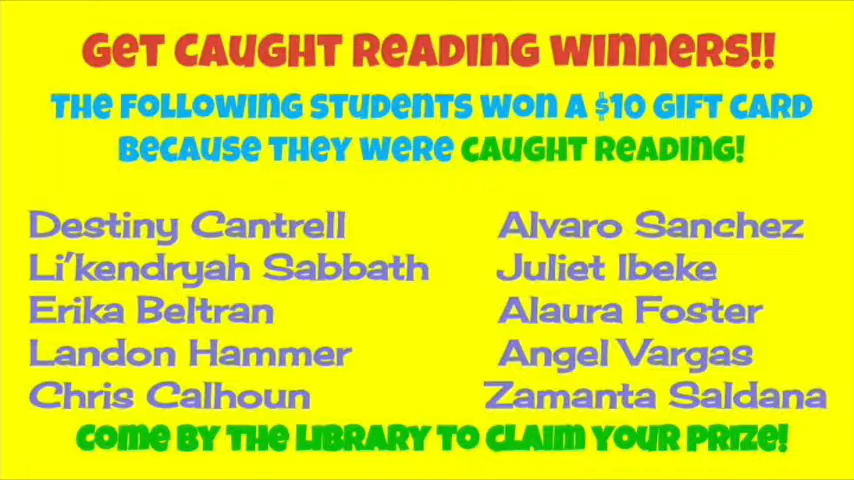 Get Caught Reading Winners!!
The following students won a $10 gift card
because they were caught reading!
Destiny Cantrell
Li'kendryah Sabbath
Erika Beltran
Landon Hammer
Chris Calhoun
Alvaro Sanchez
Juliet Ibeke
Alaura Foster
Angel Vargas
Zamanta Saldana
Come by the library to claim your prize!